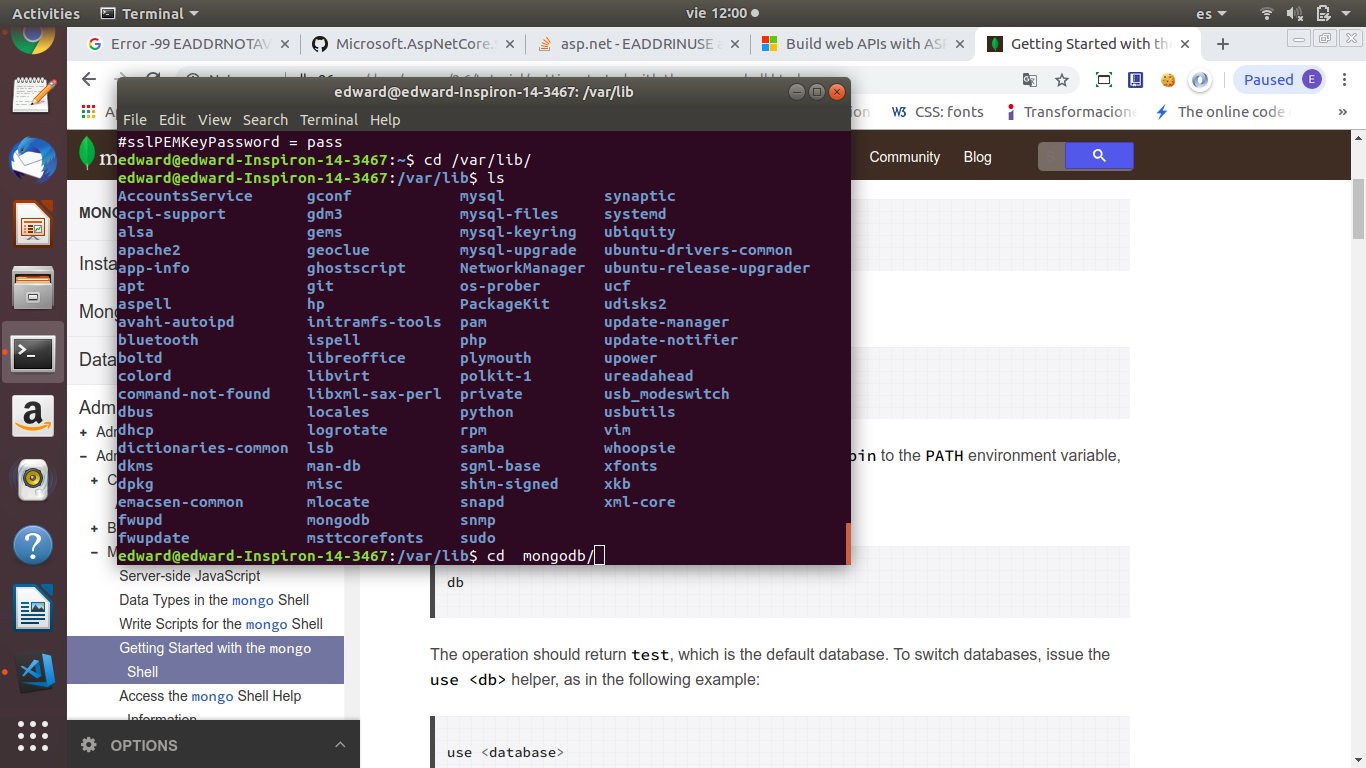 Activities Terminal vie 12:00 es
Error -99 EADDRNOTAV Microsoft.AspNetCore. asp.net - EADDRINUSE Build web APIs with ASP Getting Started with the
Paused E
CSS: fonts Transformacione The online code
edward@edward-Inspiron-14-3467: /var/lib
File Edit View Search Terminal Help
#sslPEMKeyPassword = pass
edward@edward-Inspiron-14-3467:~$ cd /var/lib/
edward@edward-Inspiron-14-3467:/var/lib$ ls
AccountsService gconf mysql synaptic
acpi-support gdm3 mysql-files systemd
alsa gems mysql-keyring ubiquity
apache2 geoclue mysql-upgrade ubuntu-drivers-common
app-info ghostscript NetworkManager ubuntu-release-upgrader
apt git os-prober ucf
aspell hp PackageKit udisks2
avahi-autoipd initramfs-tools pam update-manager
bluetooth ispell php update-notifier
boltd libreoffice plymouth upower
colord libvirt polkit-1 ureadahead
command-not-found libxml-sax-perl private usb_modeswitch
dbus locales python usbutils
dhcp logrotate rpm vim
dictionaries-common lsb samba whoopsie
dkms man-db sgml-base xfonts
dpkg misc shim-signed xkb
emacsen-common mlocate snapd xml-core
fwupd mongodb snmp
fwupdate msttcorefonts sudo
edward@edward-Inspiron-14-3467:/var/lib$ cd  mongodb/
Community Blog
bin to the PATH environment variable,
Server-side JavaScript
Data Types in the mongo Shell
Write Scripts for the mongo Shell
Getting Started with the mongo
Shell
Access the mongo Shell Help
Information
OPTIONS
db
The operation should return test, which is the default database. To switch databases, issue the
use <db> helper, as in the following example:
use <database>